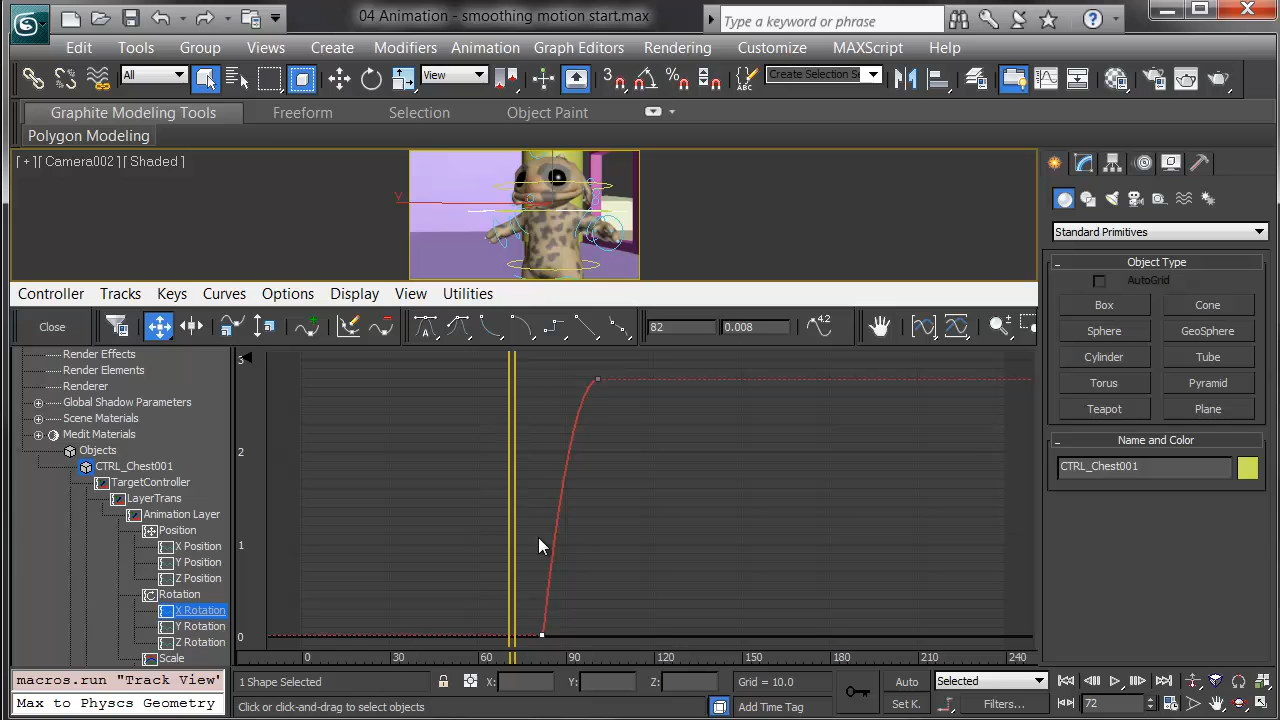 04 Animation - smoothing motion start.max
Type a keyword or phrase
Edit Tools Group Views Create Modifiers Animation Graph Editors Rendering Customize MAXScript Help
All View 3 ABC Create Selection Se
Graphite Modeling Tools Freeform Selection Object Paint
Polygon Modeling
[ + ] [ Camera002 ] [ Shaded ]
Y
Standard Primitives
Object Type
AutoGrid
Box Cone
Sphere GeoSphere
Cylinder Tube
Torus Pyramid
Teapot Plane
Name and Color
CTRL_Chest001
Controller Tracks Keys Curves Options Display View Utilities
Close 82 0.008
Render Effects
Render Elements
Renderer
Global Shadow Parameters
Scene Materials
Medit Materials
Objects
CTRL_Chest001
TargetController
LayerTrans
Animation Layer
Position
X Position
Y Position
Z Position
Rotation
X Rotation
Y Rotation
Z Rotation
Scale
3
2
1
0
0 30 60 90 120 150 180 210 240
macros.run "Track View'
Max to Physcs Geometry
1 Shape Selected X: Y: Z: Grid = 10.0 Auto Selected
Click or click-and-drag to select objects Add Time Tag Set K. Filters... 72